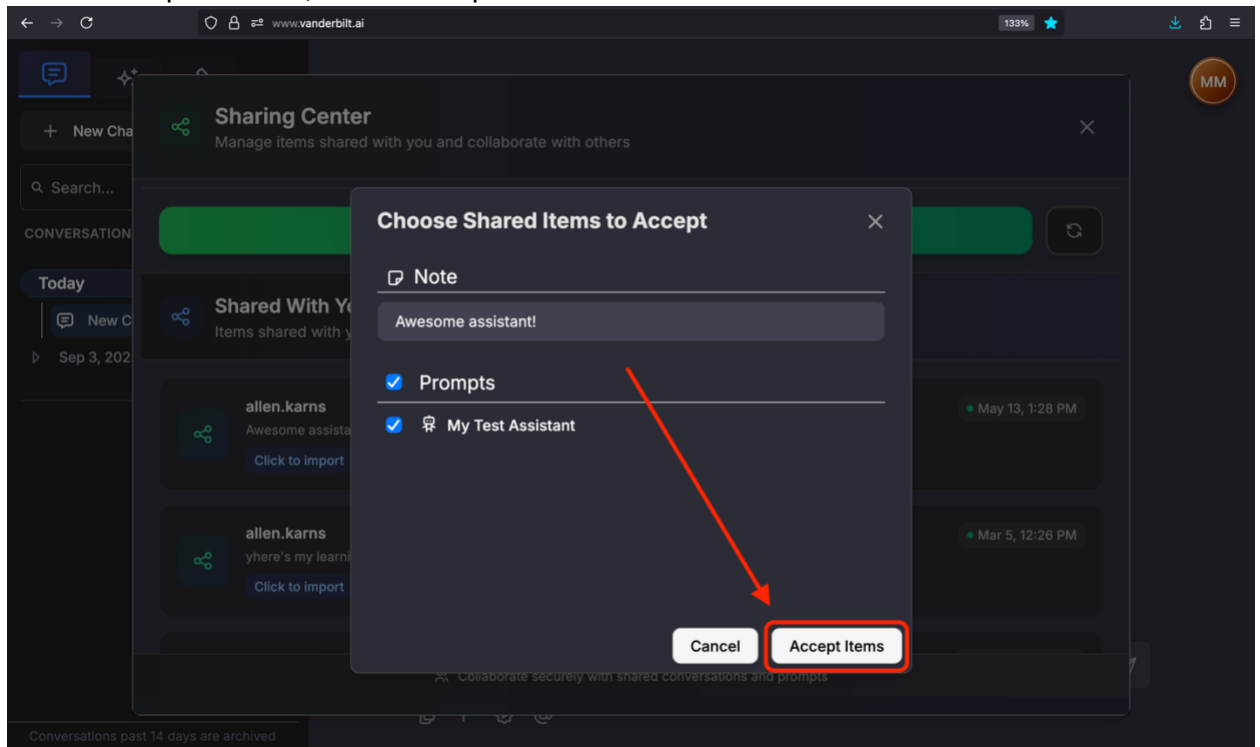 www.vanderbilt.ai
133%
MM
New Cha
Sharing Center
Manage items shared with you and collaborate with others
Search...
CONVERSATION
Today
New C
Sep 3, 202
Shared With Yo
Items shared with y
allen.karns
Awesome assista
Click to import
May 13, 1:28 PM
allen.karns
yhere's my learni
Click to import
Mar 5, 12:26 PM
Choose Shared Items to Accept
Note
Awesome assistant!
Prompts
My Test Assistant
Cancel
Accept Items
Collaborate securely with shared conversations and prompts
Conversations past 14 days are archived